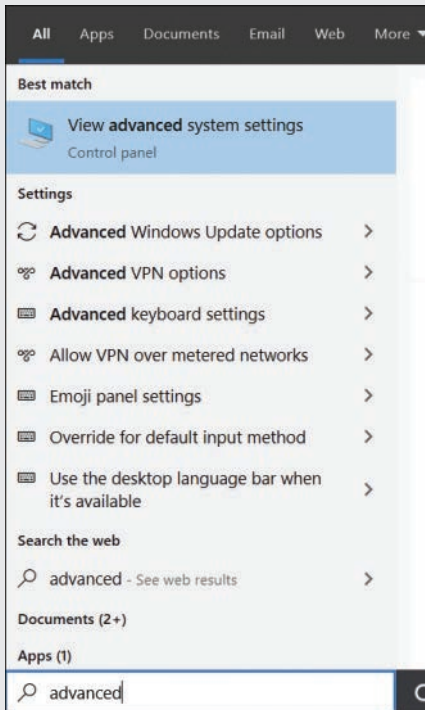 All Apps Documents Email Web More
Best match
View advanced system settings
Control panel
Settings
Advanced Windows Update options
Advanced VPN options
Advanced keyboard settings
Allow VPN over metered networks
Emoji panel settings
Override for default input method
Use the desktop language bar when
it's available
Search the web
advanced - See web results
Documents (2+)
Apps (1)
advanced